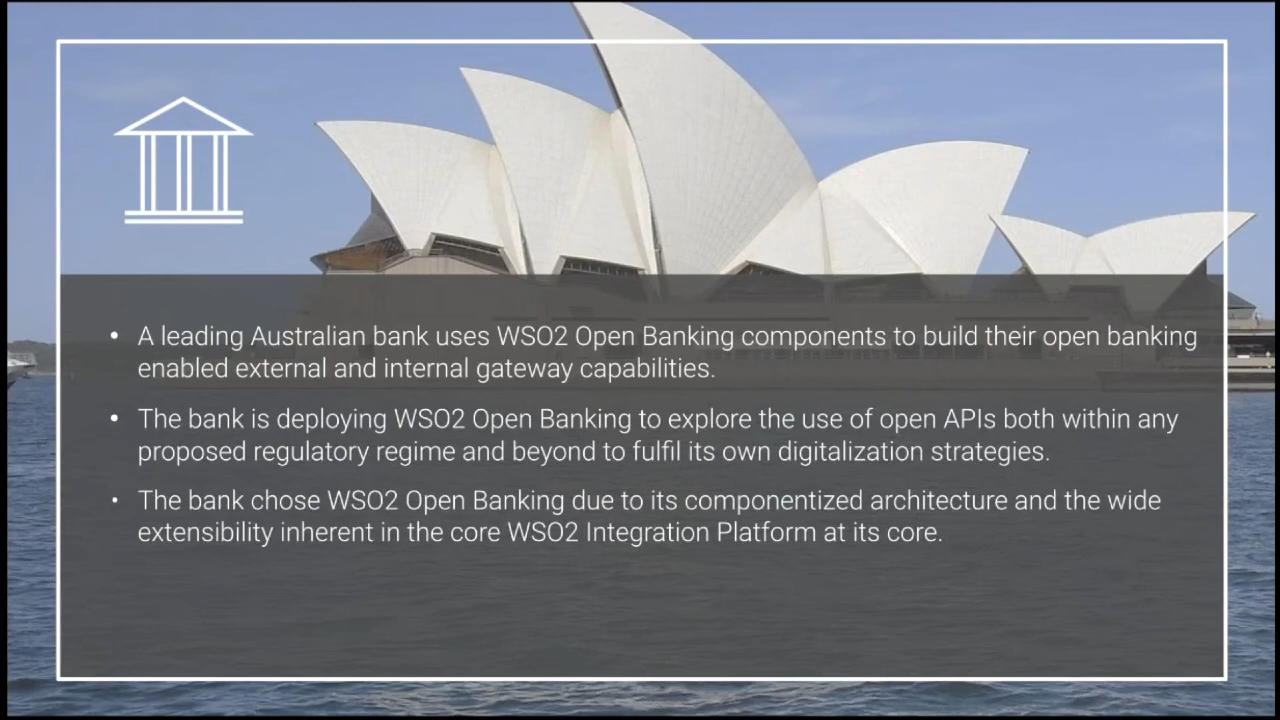 • A leading Australian bank uses WSO2 Open Banking components to build their open banking
enabled external and internal gateway capabilities.
• The bank is deploying WSO2 Open Banking to explore the use of open APIs both within any
proposed regulatory regime and beyond to fulfil its own digitalization strategies.
• The bank chose WSO2 Open Banking due to its componentized architecture and the wide
extensibility inherent in the core WSO2 Integration Platform at its core.